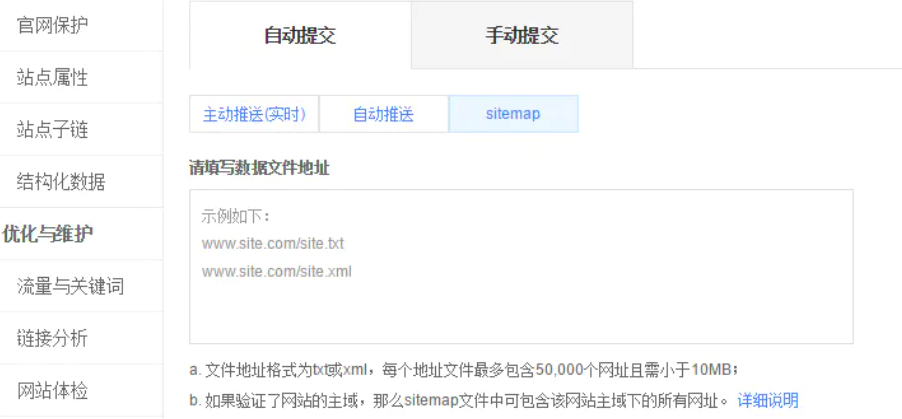 官网保护
站点属性
站点子链
结构化数据
优化与维护
流量与关键词
链接分析
网站体检
自动提交
手动提交
主动推送(实时)
自动推送
sitemap
请填写数据文件地址
示例如下：
www.site.com/site.txt
www.site.com/site.xml
a. 文件地址格式为txt或xml，每个地址文件最多包含50,000个网址且需小于10MB；
b. 如果验证了网站的主域，那么sitemap文件中可包含该网站主域下的所有网址。 详细说明